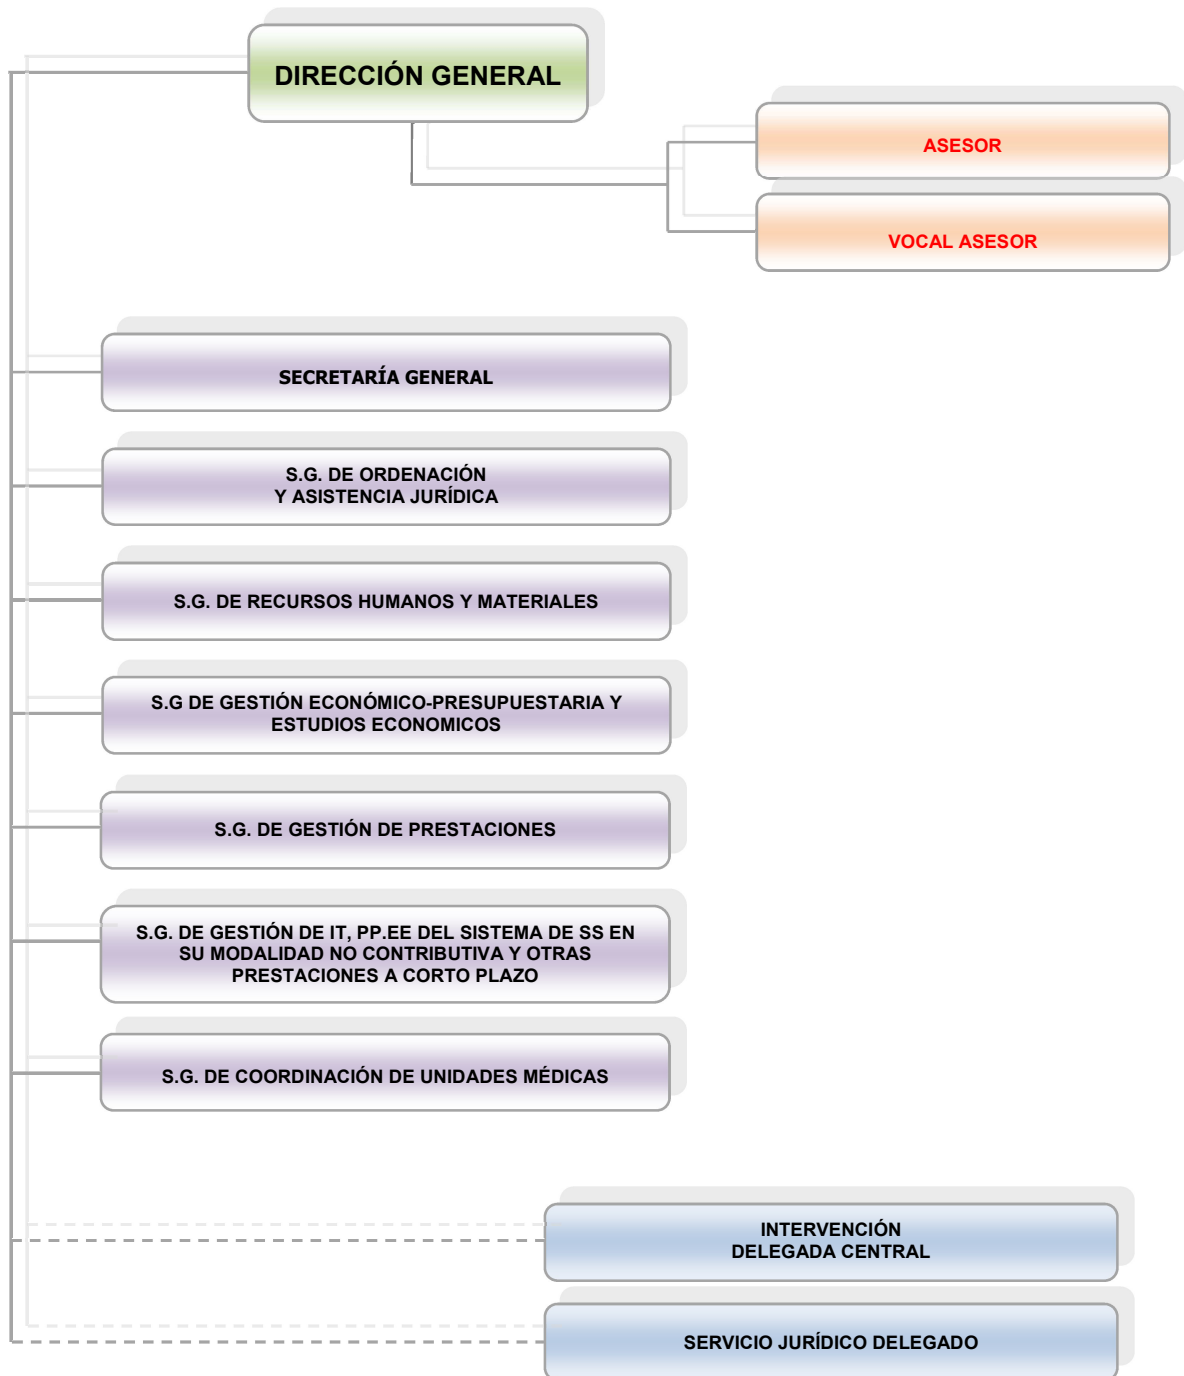 DIRECCIÓN GENERAL
ASESOR
VOCAL ASESOR
SECRETARÍA GENERAL
S.G. DE ORDENACIÓN
Y ASISTENCIA JURÍDICA
S.G. DE RECURSOS HUMANOS Y MATERIALES
S.G DE GESTIÓN ECONÓMICO-PRESUPUESTARIA Y
ESTUDIOS ECONOMICOS
S.G. DE GESTIÓN DE PRESTACIONES
S.G. DE GESTIÓN DE IT, PP.EE DEL SISTEMA DE SS EN
SU MODALIDAD NO CONTRIBUTIVA Y OTRAS
PRESTACIONES A CORTO PLAZO
S.G. DE COORDINACIÓN DE UNIDADES MÉDICAS
INTERVENCIÓN
DELEGADA CENTRAL
SERVICIO JURÍDICO DELEGADO